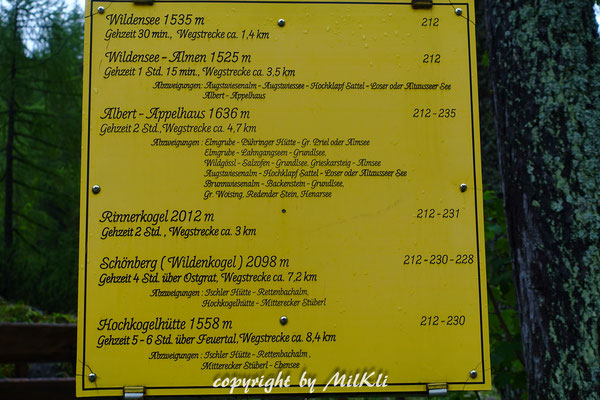 Wildensee 1535 m 212
Gehzeit 30 min., Wegstrecke ca. 1,4 km
Wildensee - Almen 1525 m 212
Gehzeit 1 Std. 15 min., Wegstrecke ca. 3,5 km
Abzweigungen: Augstwiesenalm - Augstwiessee - Hochklapf Sattel - Loser oder Altausseer See
Albert - Appelhaus
Albert - Appelhaus 1636 m 212 - 235
Gehzeit 2 Std., Wegstrecke ca. 4,7 km
Abzweigungen: Elmgrube - Pühringer Hütte - Gr. Priel oder Almsee
Elmgrube - Lahngangseen - Grundlsee,
Wildgössl - Salzofen - Grundlsee, Grieskarsteig - Almsee
Augstwiesenalm - Hochklapf Sattel - Loser oder Altausseer See
Brunnwiesenalm - Backenstein - Grundlsee,
Gr. Woising, Redender Stein, Henarsee
Rinnerkogel 2012 m 212 - 231
Gehzeit 2 Std., Wegstrecke ca. 3 km
Schönberg ( Wildenkogel ) 2098 m 212 - 230 - 228
Gehzeit 4 Std. über Ostgrat, Wegstrecke ca. 7,2 km
Abzweigungen : Ischler Hütte - Rettenbachalm,
Hochkogelhütte - Mitterecker Stüberl
Hochkogelhütte 1558 m 212 - 230
Gehzeit 5 - 6 Std. über Feuertal, Wegstrecke ca. 8,4 km
Abzweigungen : Ischler Hütte - Rettenbachalm ,
Mitterecker Stüberl - Ebensee
copyright by MilKli